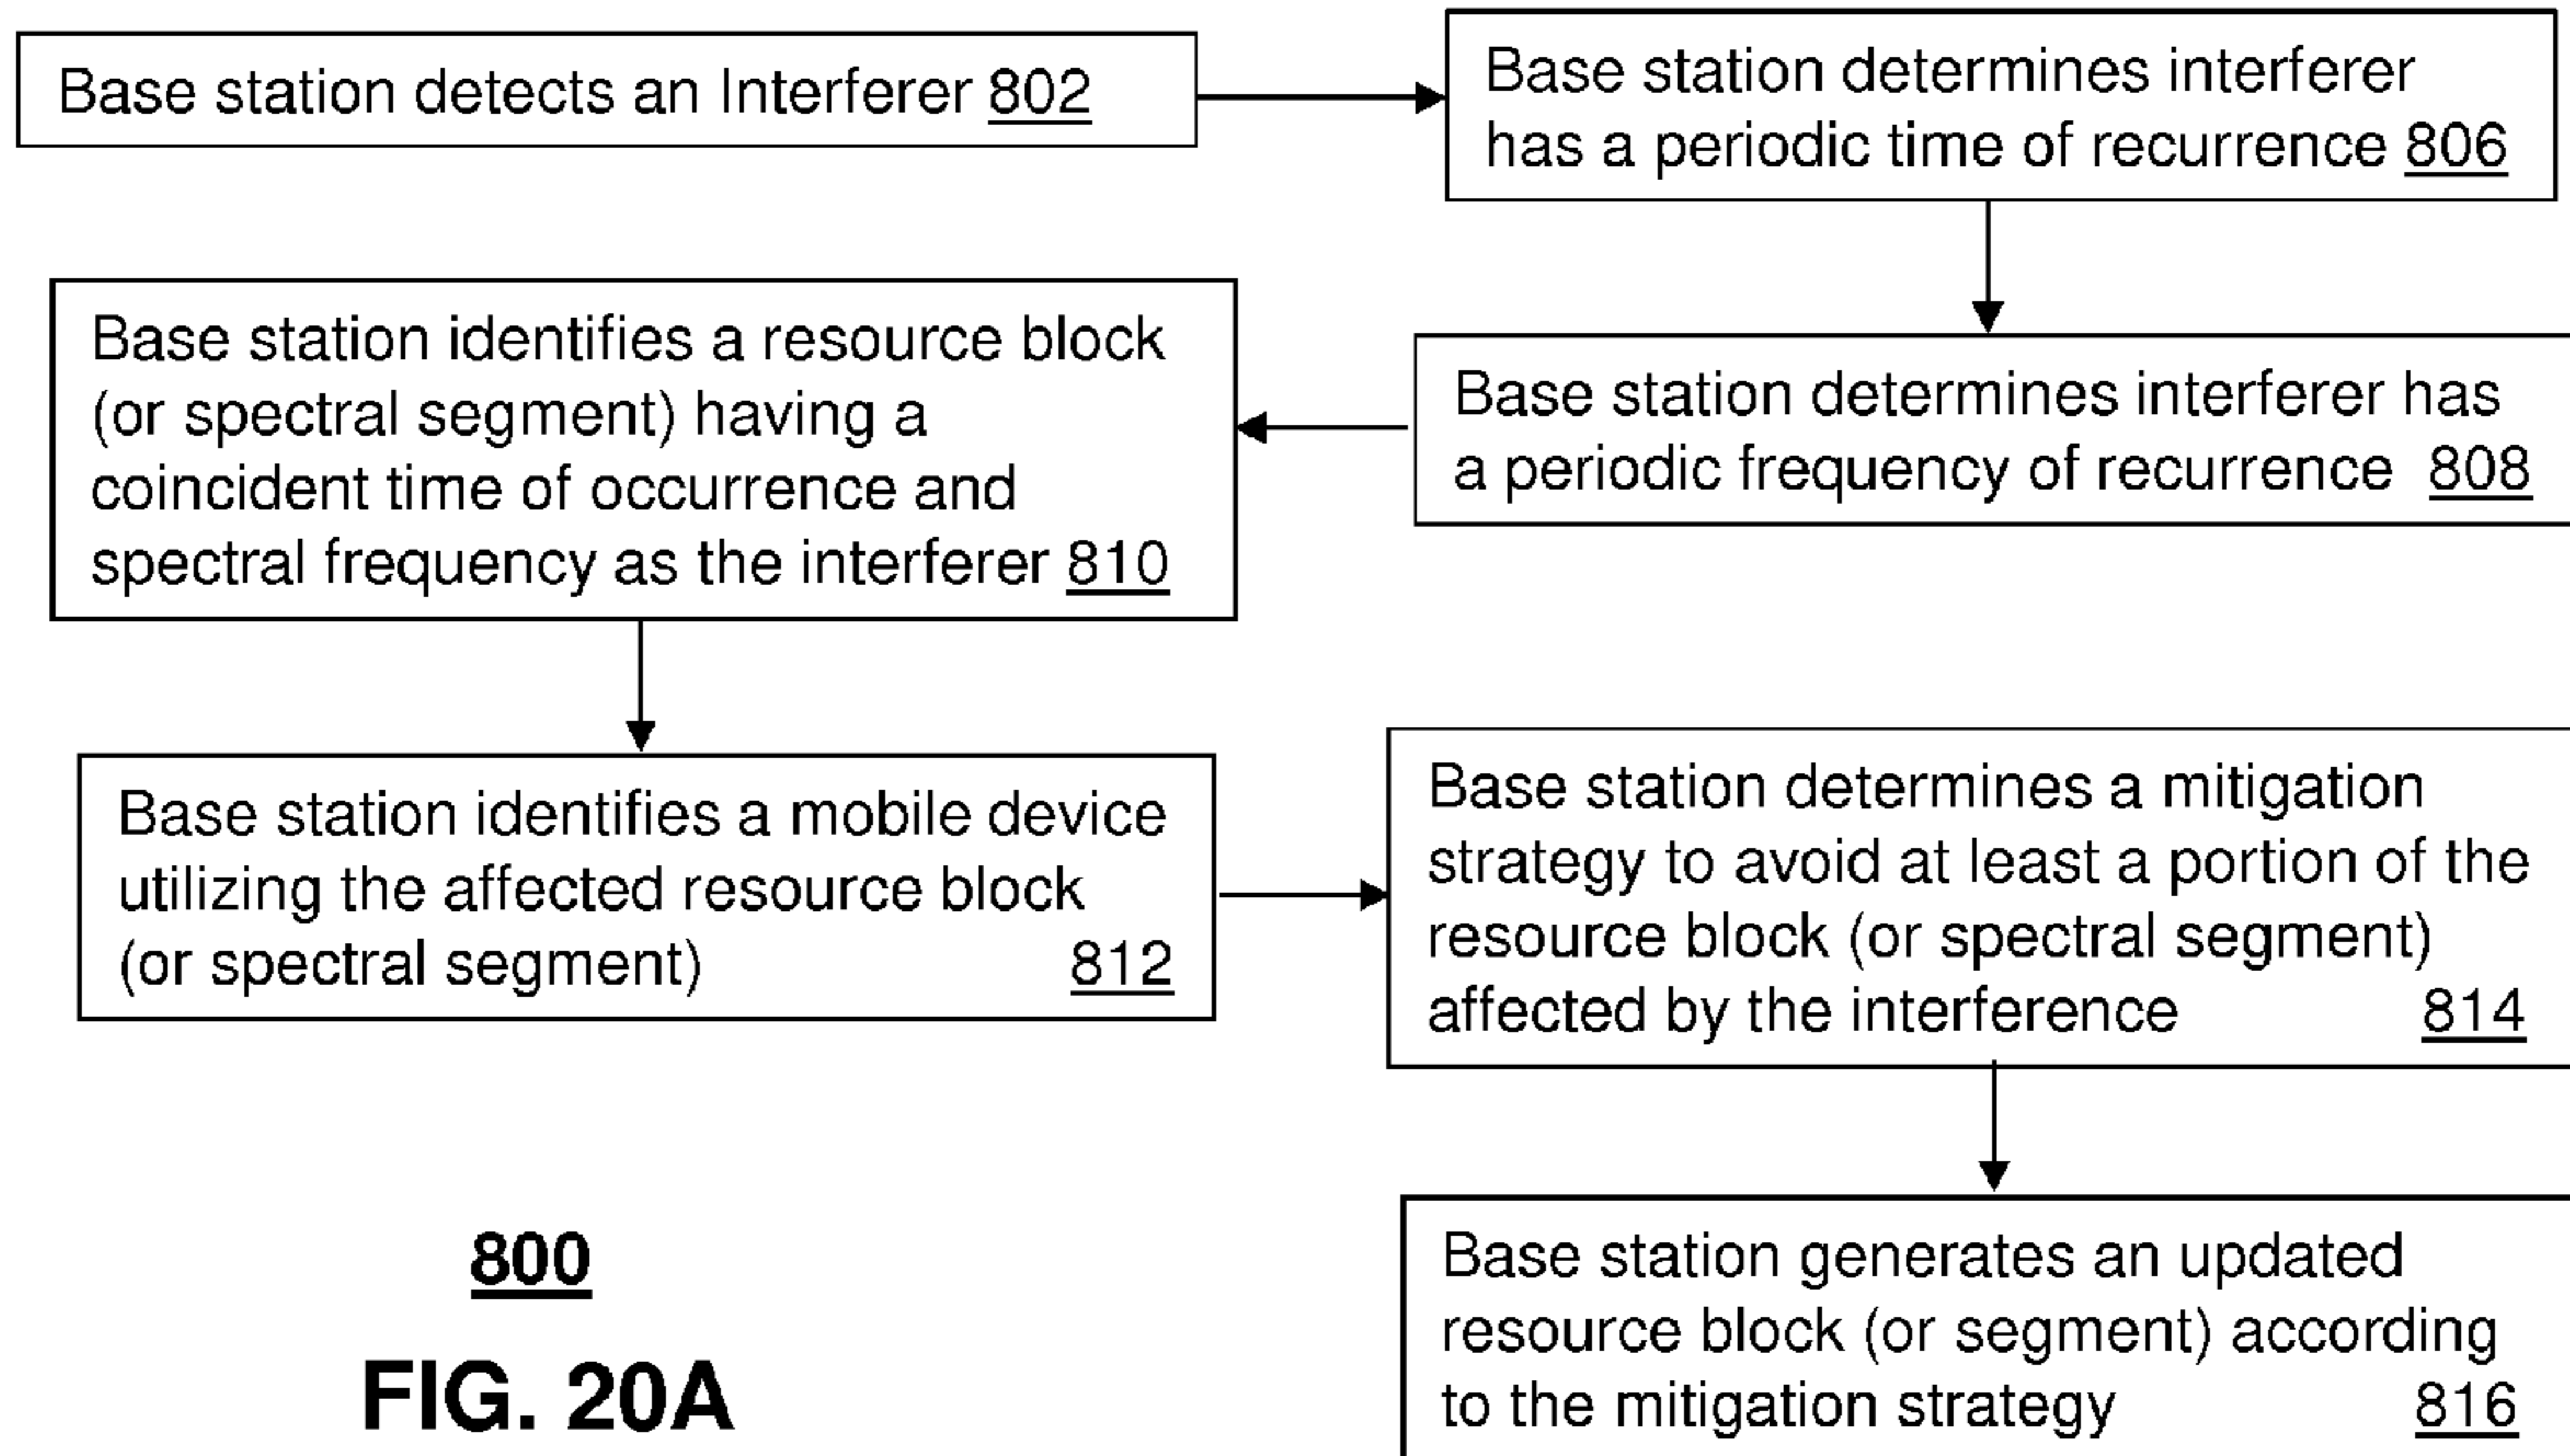 Base station detects an Interferer 802
Base station determines interferer
has a periodic time of recurrence 806
Base station determines interferer has
a periodic frequency of recurrence 808
Base station identifies a resource block
(or spectral segment) having a
coincident time of occurrence and
spectral frequency as the interferer 810
Base station identifies a mobile device
utilizing the affected resource block
(or spectral segment) 812
Base station determines a mitigation
strategy to avoid at least a portion of the
resource block (or spectral segment)
affected by the interference 814
Base station generates an updated
resource block (or segment) according
to the mitigation strategy 816
800
FIG. 20A